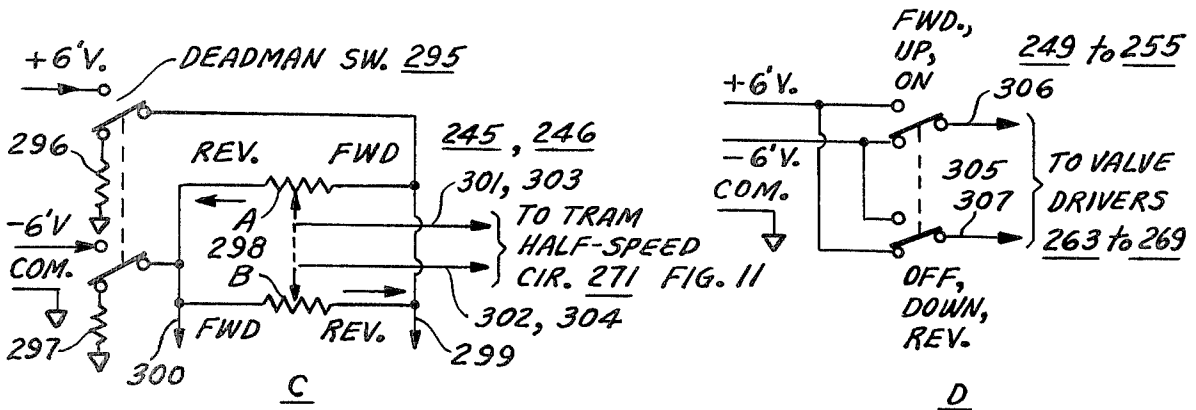 +6'V.
DEADMAN SW. 295
296
REV. FWD
245, 246
301, 303
A
298
B
TO TRAM
HALF-SPEED
CIR. 271 FIG. 11
-6'V
COM.
297
300
FWD REV.
302, 304
299
C
FWD.,
UP,
ON
249 to 255
+6'V.
306
-6'V.
COM.
305
307
TO VALVE
DRIVERS
263 to 269
OFF,
DOWN,
REV.
D